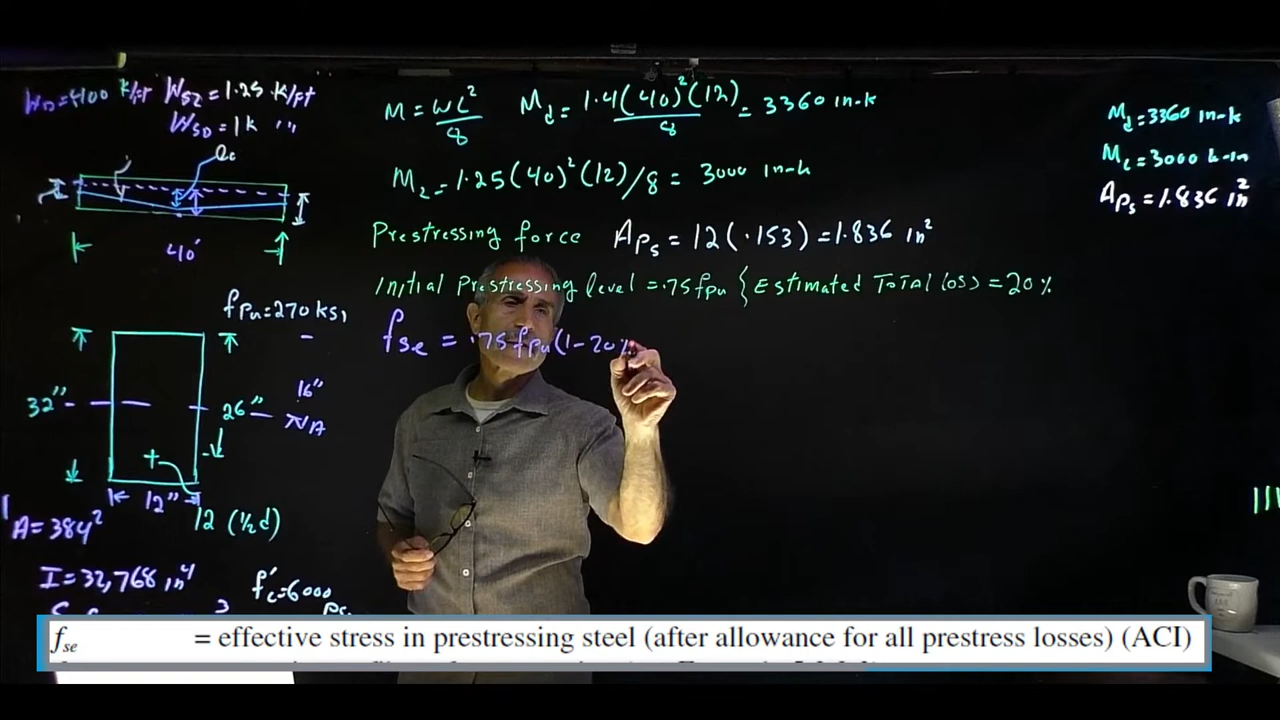 W_D=.400 k/ft W_SL=1.25 k/ft
W_SD=1k "
e_c
40'
f_pu=270 ksi
32" 26" 16"
NA
12"
12 (1/2 d)
A=384²
I=32,768 in⁴
f'_c=6000
M = WL²/8 M_d = 1.4(40)²(12)/8 = 3360 in-k
M_L = 1.25(40)²(12)/8 = 3000 in-k
Prestressing force A_Ps = 12(.153)=1.836 in²
Initial Prestressing level = .75 f_pu { Estimated Total loss = 20%
f_se = .75 f_pu(1-20%
M_d=3360 in-k
M_L=3000 k-in
A_Ps=1.836 in²
f_se = effective stress in prestressing steel (after allowance for all prestress losses) (ACI)